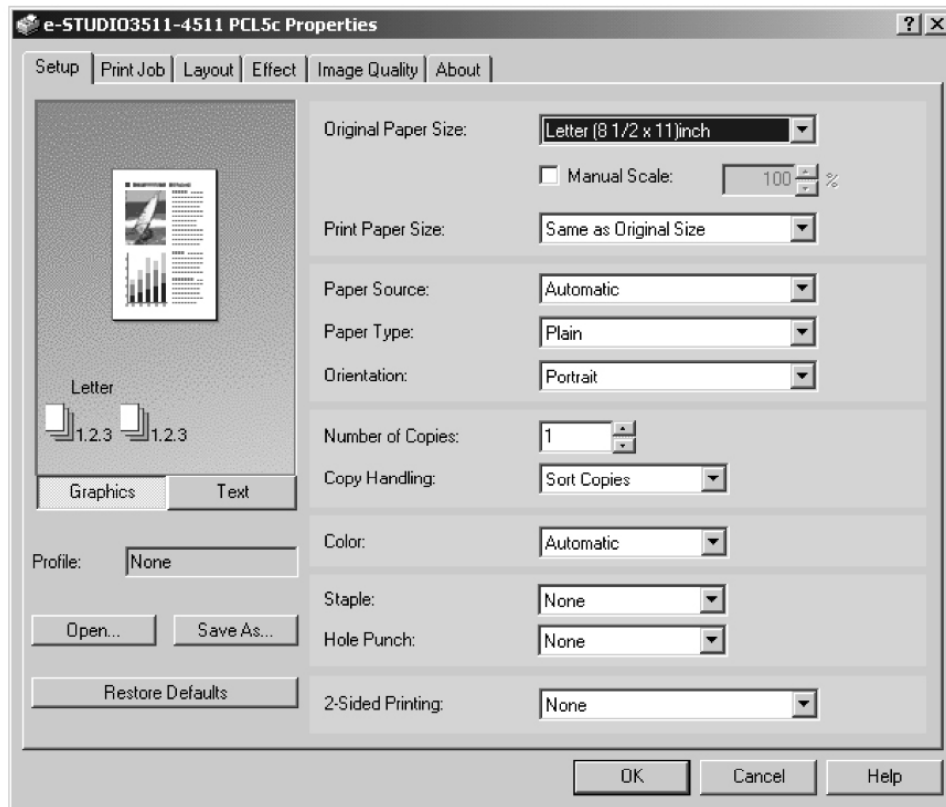 e-STUDIO3511-4511 PCL5c Properties
Setup Print Job Layout Effect Image Quality About
Original Paper Size: Letter (8 1/2 x 11)inch
Manual Scale: 100 %
Print Paper Size: Same as Original Size
Paper Source: Automatic
Paper Type: Plain
Orientation: Portrait
Letter
1.2.3 1.2.3
Number of Copies: 1
Copy Handling: Sort Copies
Graphics Text
Color: Automatic
Profile: None
Staple: None
Open... Save As...
Hole Punch: None
Restore Defaults
2-Sided Printing: None
OK Cancel Help